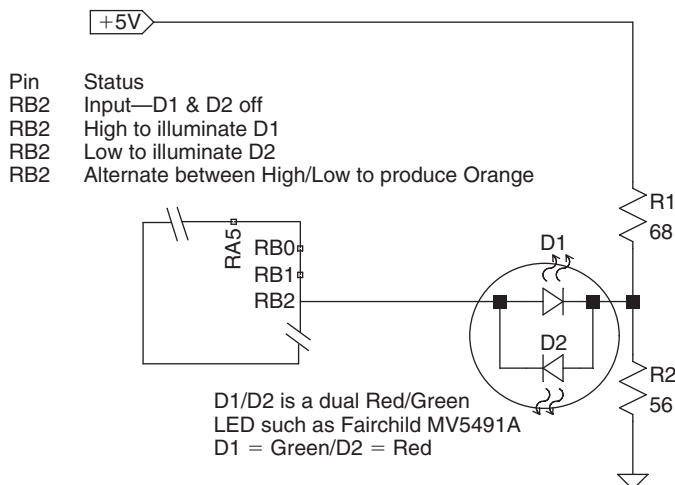 +5V
Pin Status
RB2 Input—D1 & D2 off
RB2 High to illuminate D1
RB2 Low to illuminate D2
RB2 Alternate between High/Low to produce Orange
R1
68
RA5
RB0
RB1
RB2
D1
D2
R2
56
D1/D2 is a dual Red/Green
LED such as Fairchild MV5491A
D1 = Green/D2 = Red